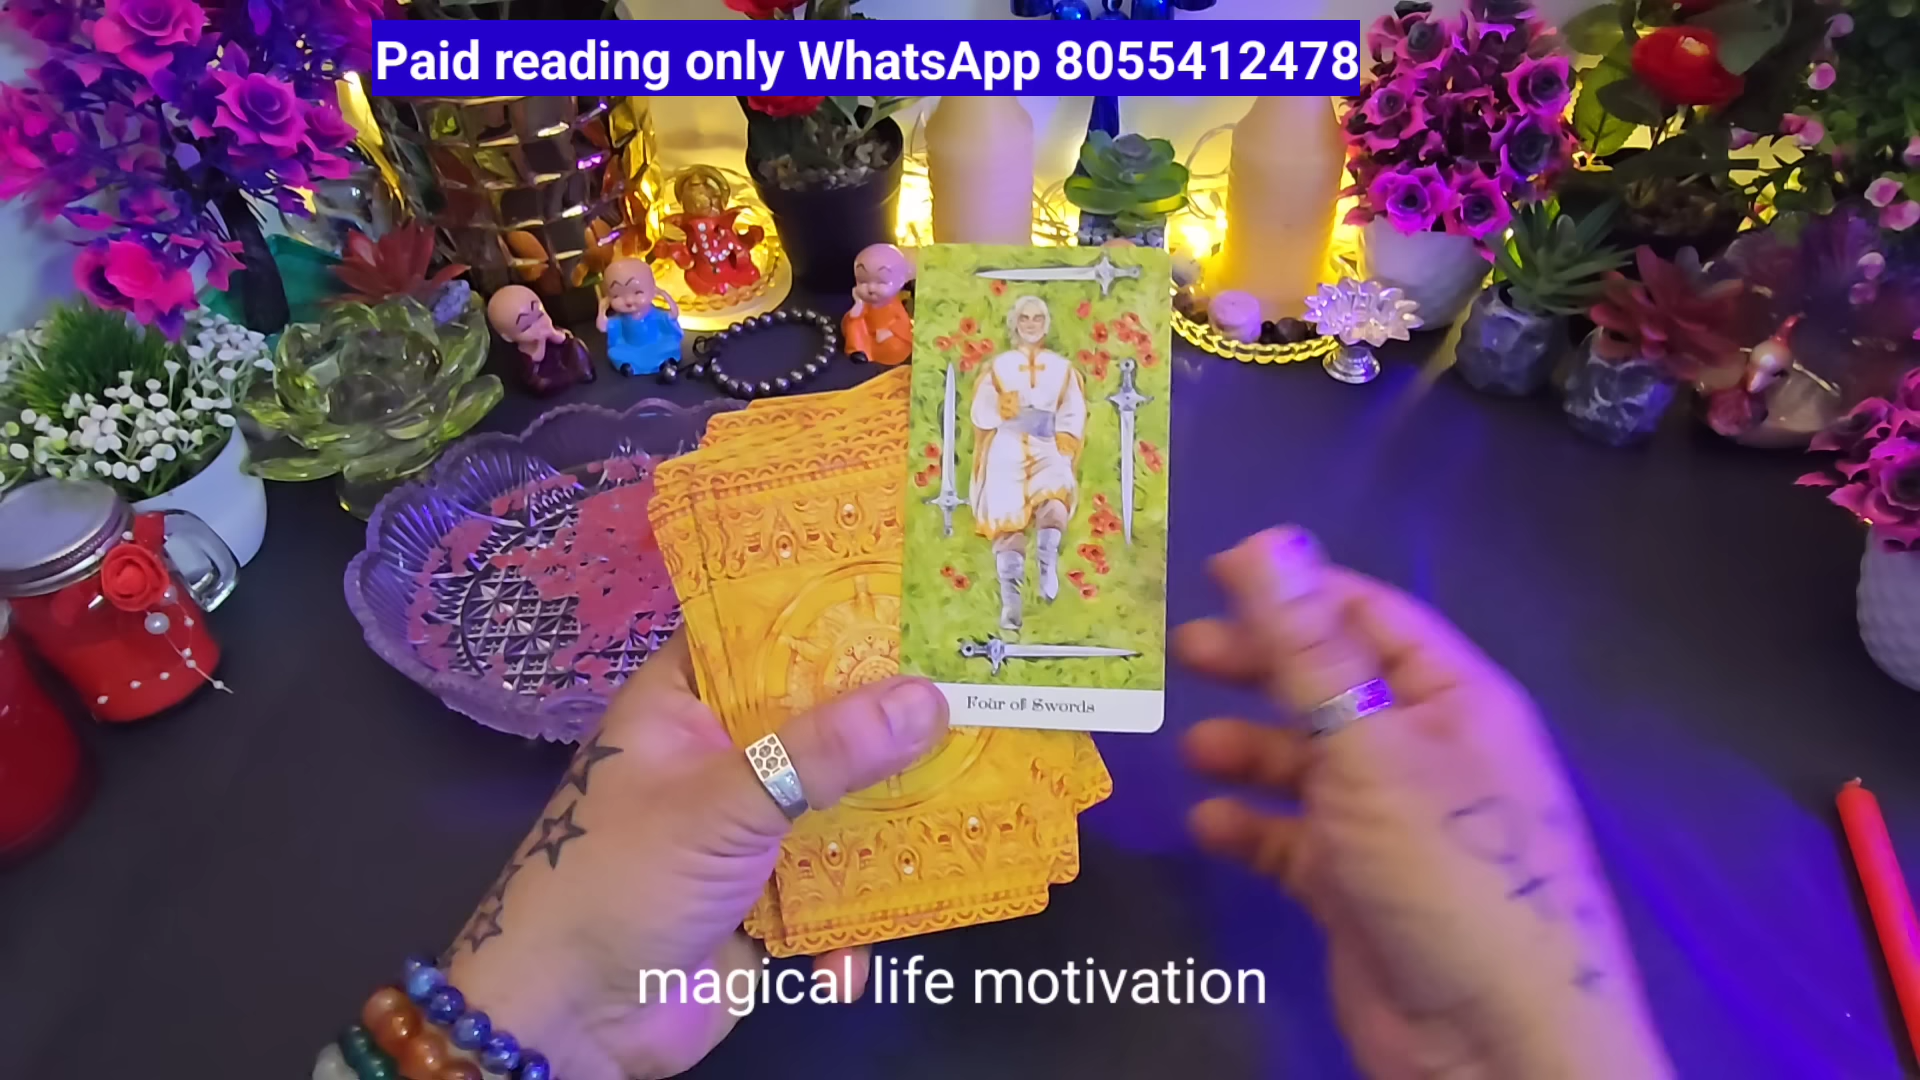 Paid reading only WhatsApp 8055412478
Four of Swords
magical life motivation